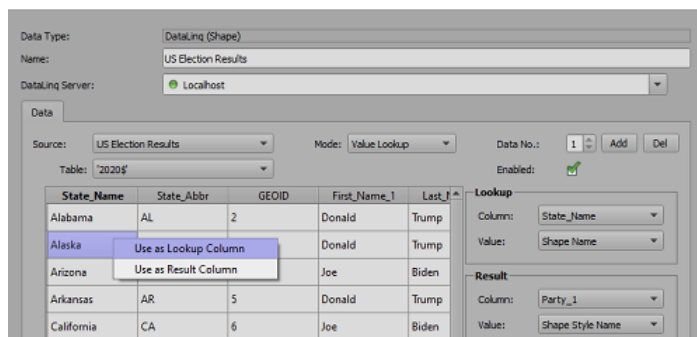 Data Type: DataLinq (Shape)
Name: US Election Results
DataLinq Server: Localhost
Data
Source: US Election Results Mode: Value Lookup Data No.: 1 Add Del
Table: '2020$' Enabled:
State_Name State_Abbr GEOID First_Name_1 Lookup
Alabama AL 2 Donald Trump Column: State_Name
Alaska Donald Trump Value: Shape Name
Use as Lookup Column
Use as Result Column
Arizona Joe Biden Result
Arkansas AR 5 Donald Trump Column: Party_1
California CA 6 Joe Biden Value: Shape Style Name